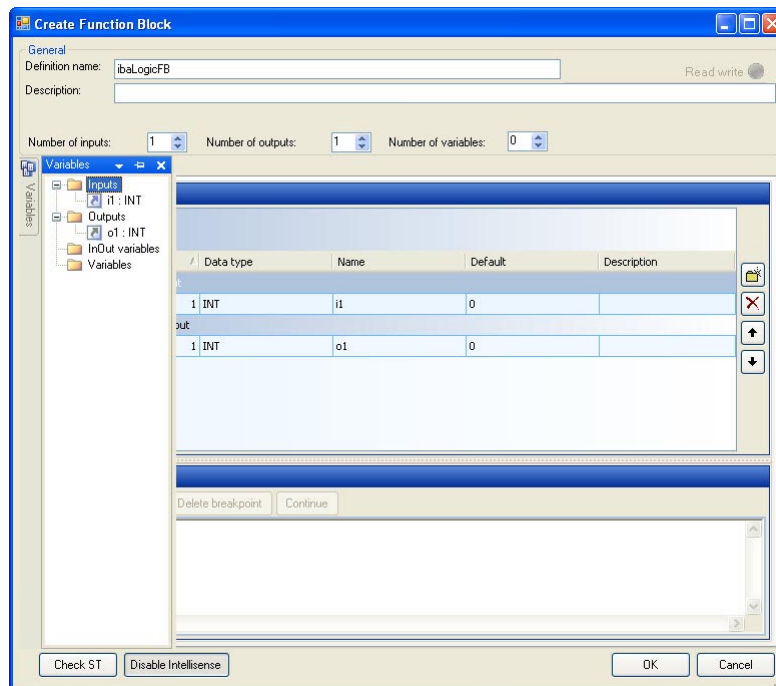 Create Function Block
General
Definition name: ibaLogicFB
Read write
Description:
Number of inputs: 1 Number of outputs: 1 Number of variables: 0
Variables
Variables
Inputs
i1 : INT
Outputs
o1 : INT
InOut variables
Variables
Data type Name Default Description
1 INT i1 0
1 INT o1 0
Delete breakpoint Continue
Check ST Disable Intellisense OK Cancel